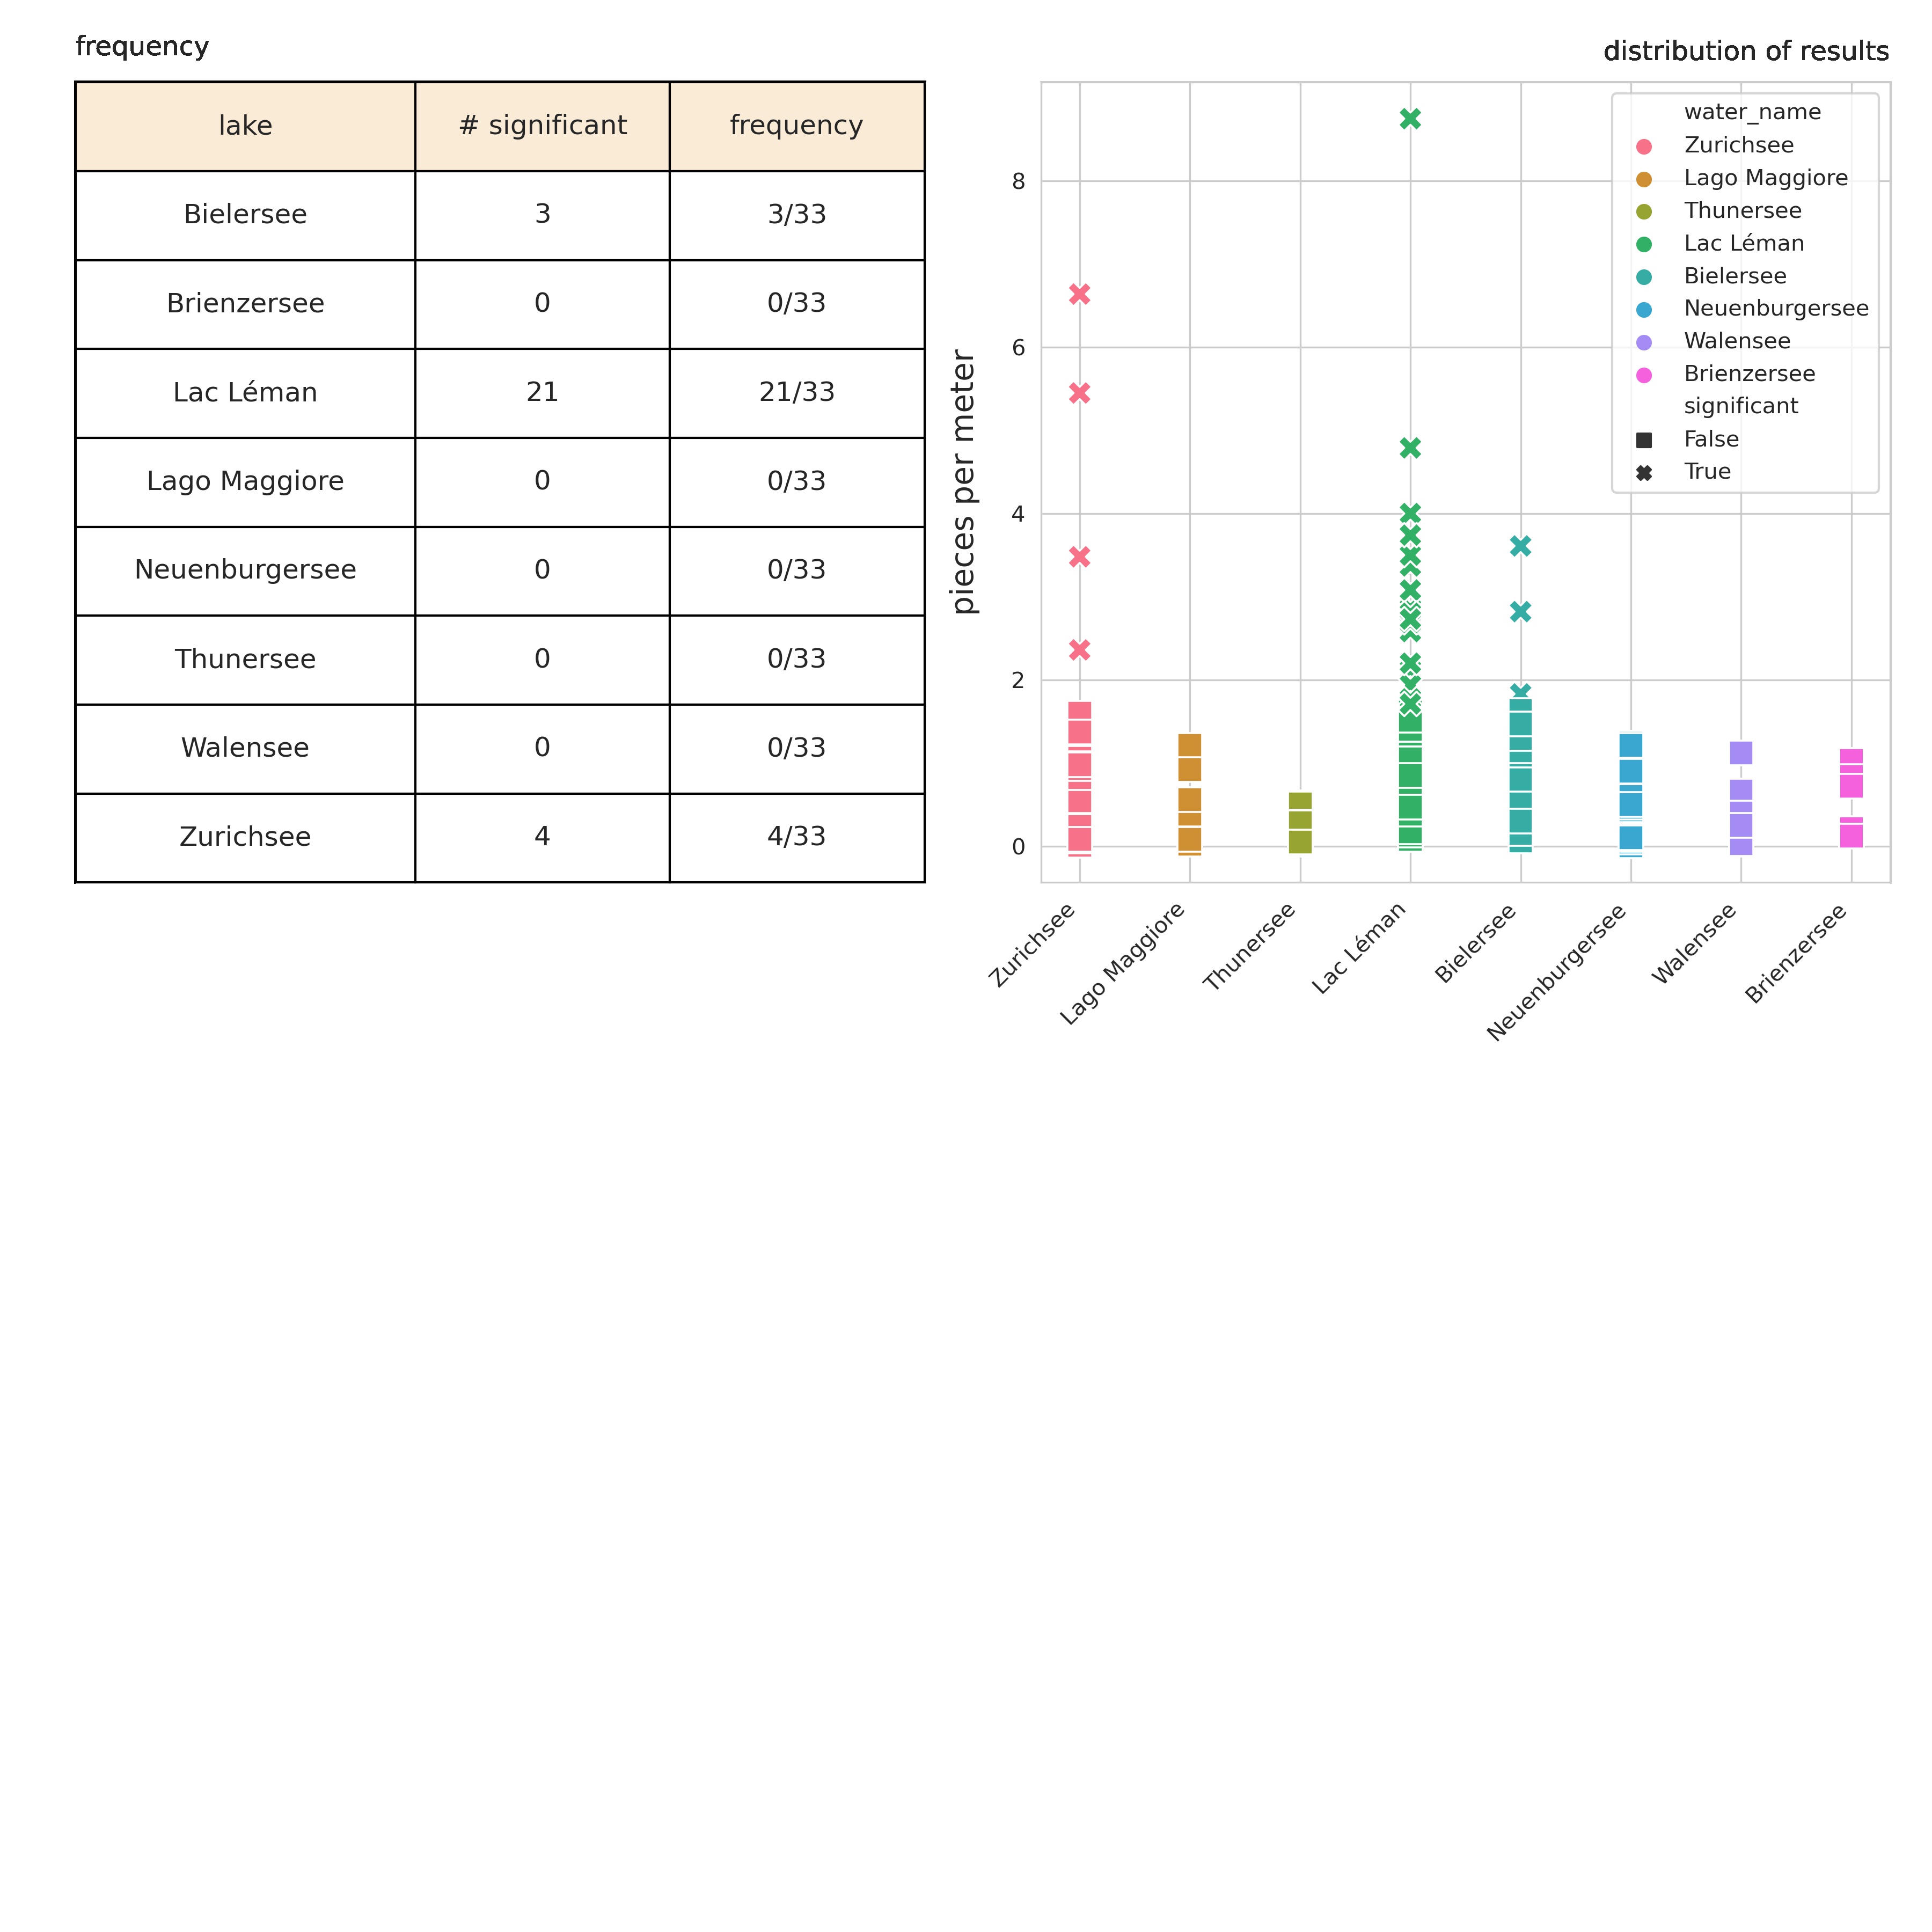 frequency
lake # significant frequency
Bielersee 3 3/33
Brienzersee 0 0/33
Lac Léman 21 21/33
Lago Maggiore 0 0/33
Neuenburgersee 0 0/33
Thunersee 0 0/33
Walensee 0 0/33
Zurichsee 4 4/33
distribution of results
pieces per meter
8
6
4
2
0
water_name
Zurichsee
Lago Maggiore
Thunersee
Lac Léman
Bielersee
Neuenburgersee
Walensee
Brienzersee
significant
False
True
Zurichsee
Lago Maggiore
Thunersee
Lac Léman
Bielersee
Neuenburgersee
Walensee
Brienzersee